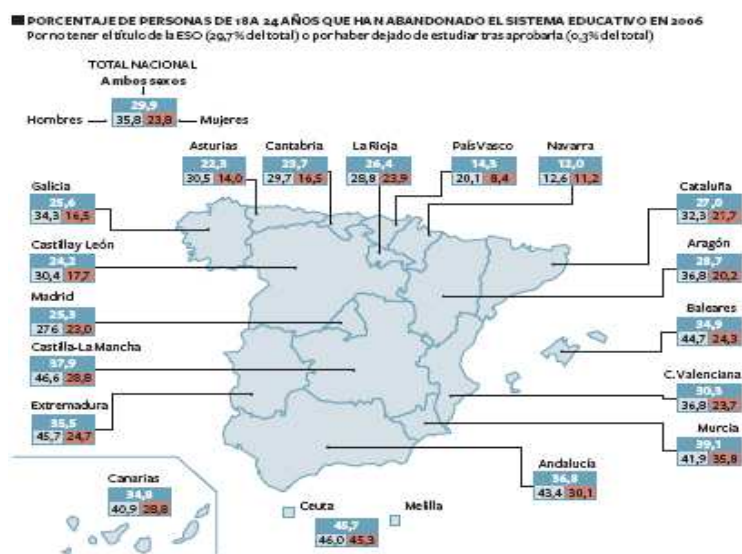 PORCENTAJE DE PERSONAS DE 18 A 24 AÑOS QUE HAN ABANDONADO EL SISTEMA EDUCATIVO EN 2006
Por no tener el título de la ESO (29,7% del total) o por haber dejado de estudiar tras aprobarla (0,3% del total)
TOTAL NACIONAL
Ambos sexos
29,9
Hombres 35,8 23,8 Mujeres
Asturias
22,3
30,5 14,0
Cantabria
23,7
29,7 16,5
La Rioja
26,4
28,8 23,9
País Vasco
14,3
20,1 8,4
Navarra
12,0
12,6 11,2
Galicia
25,6
34,3 16,5
Cataluña
27,0
32,3 21,7
Castilla y León
24,2
30,4 17,7
Aragón
28,7
36,8 20,2
Madrid
25,3
27,6 23,0
Baleares
34,9
44,7 24,3
Castilla-La Mancha
37,9
46,6 28,8
C. Valenciana
30,3
36,8 23,7
Extremadura
35,5
45,7 24,7
Murcia
39,1
41,9 35,8
Canarias
34,8
40,9 28,8
Andalucía
36,8
43,4 30,1
Ceuta Melilla
45,7
46,0 45,3